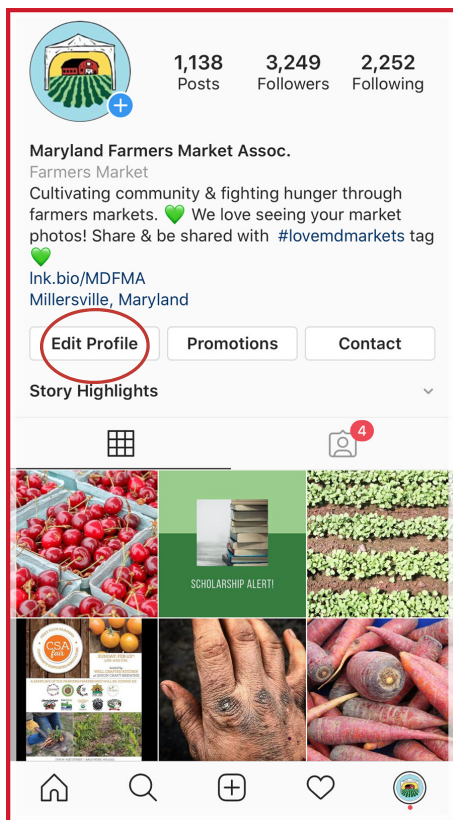 1,138 3,249 2,252
Posts Followers Following
Maryland Farmers Market Assoc.
Farmers Market
Cultivating community & fighting hunger through
farmers markets. 💚 We love seeing your market
photos! Share & be shared with #lovemdmarkets tag
💚
lnk.bio/MDFMA
Millersville, Maryland
Edit Profile Promotions Contact
Story Highlights
4
SCHOLARSHIP ALERT!
CSA
fair